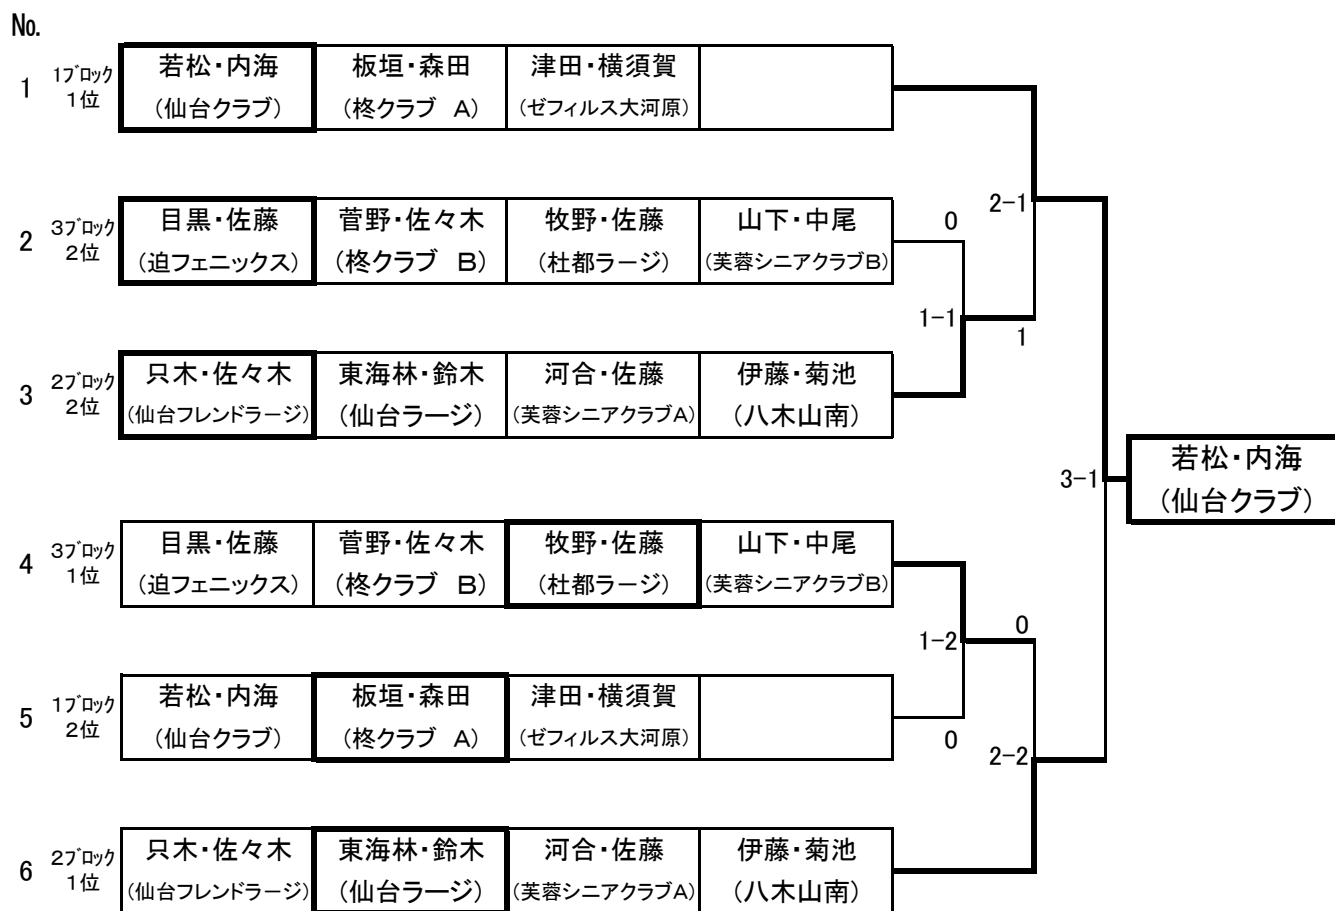 No.
1 1ブロック 1位
若松・内海 板垣・森田 津田・横須賀
(仙台クラブ) (柊クラブ A) (ゼフィルス大河原)
2 3ブロック 2位
目黒・佐藤 菅野・佐々木 牧野・佐藤 山下・中尾
(迫フェニックス) (柊クラブ B) (杜都ラージ) (芙蓉シニアクラブB)
0
2-1
1-1
1
3 2ブロック 2位
只木・佐々木 東海林・鈴木 河合・佐藤 伊藤・菊池
(仙台フレンドラージ) (仙台ラージ) (芙蓉シニアクラブA) (八木山南)
3-1
若松・内海
(仙台クラブ)
4 3ブロック 1位
目黒・佐藤 菅野・佐々木 牧野・佐藤 山下・中尾
(迫フェニックス) (柊クラブ B) (杜都ラージ) (芙蓉シニアクラブB)
1-2
0
5 1ブロック 2位
若松・内海 板垣・森田 津田・横須賀
(仙台クラブ) (柊クラブ A) (ゼフィルス大河原)
0
2-2
6 2ブロック 1位
只木・佐々木 東海林・鈴木 河合・佐藤 伊藤・菊池
(仙台フレンドラージ) (仙台ラージ) (芙蓉シニアクラブA) (八木山南)